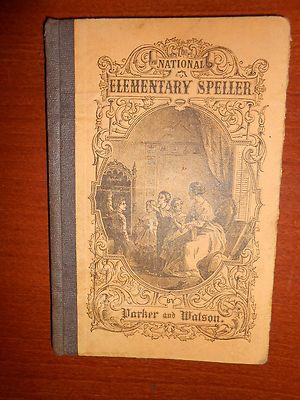 NATIONAL
ELEMENTARY SPELLER.
BY
Parker and Watson.